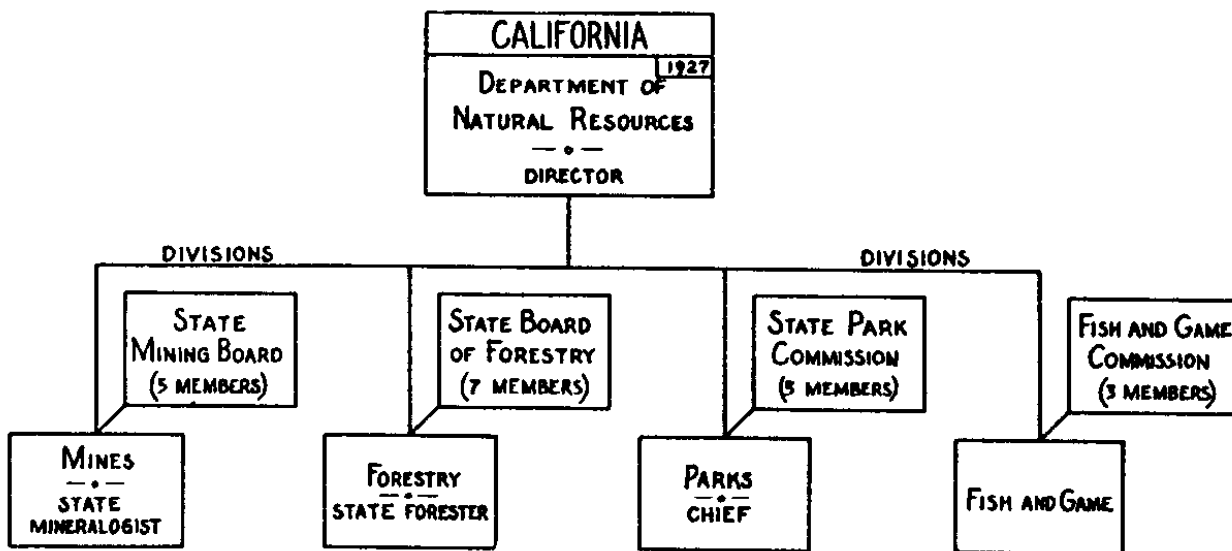 CALIFORNIA
1927
DEPARTMENT OF
NATURAL RESOURCES
DIRECTOR
DIVISIONS
DIVISIONS
STATE
MINING BOARD
(5 MEMBERS)
STATE BOARD
OF FORESTRY
(7 MEMBERS)
STATE PARK
COMMISSION
(5 MEMBERS)
FISH AND GAME
COMMISSION
(3 MEMBERS)
MINES
STATE
MINERALOGIST
FORESTRY
STATE FORESTER
PARKS
CHIEF
FISH AND GAME